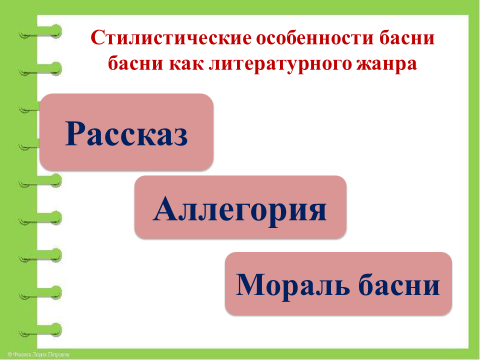 Стилистические особенности басни
басни как литературного жанра
Рассказ
Аллегория
Мораль басни